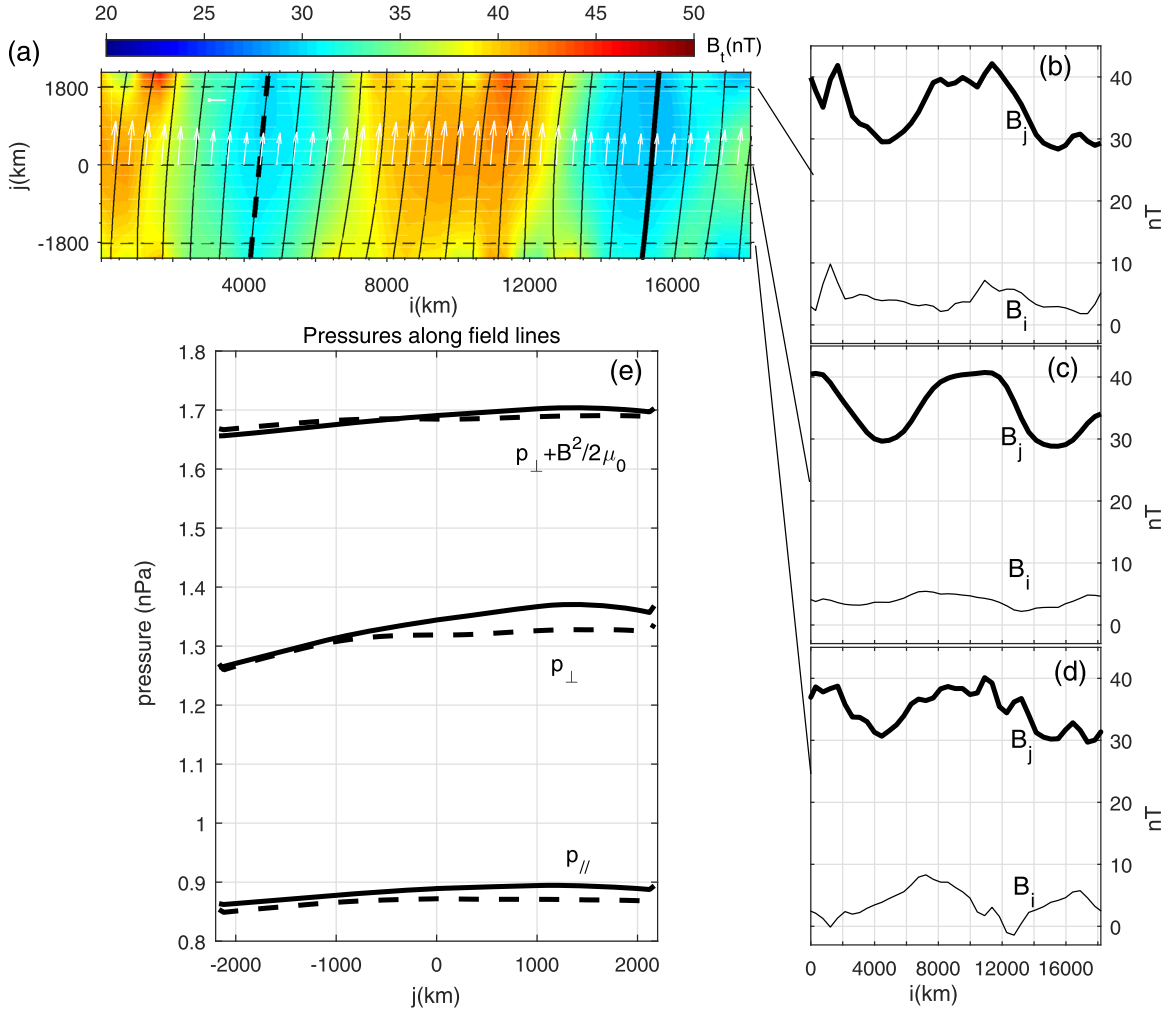 20 25 30 35 40 45 50
(a)
B_t(nT)
1800
0
-1800
j(km)
4000 8000 12000 16000
i(km)
(b)
40
30
20
10
0
nT
B_j
B_i
(c)
40
30
20
10
0
nT
B_j
B_i
(d)
40
30
20
10
0
nT
B_j
B_i
0 4000 8000 12000 16000
i(km)
Pressures along field lines
(e)
1.8
1.7
1.6
1.5
1.4
1.3
1.2
1.1
1
0.9
0.8
pressure (nPa)
p_⊥+B^2/2μ_0
p_⊥
p_//
-2000 -1000 0 1000 2000
j(km)